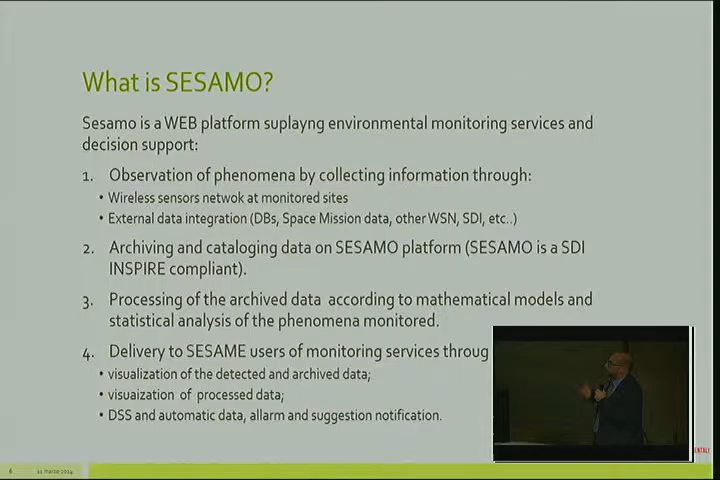 What is SESAMO?
Sesamo is a WEB platform suplayng environmental monitoring services and
decision support:
1. Observation of phenomena by collecting information through:
• Wireless sensors netwok at monitored sites
• External data integration (DBs, Space Mission data, other WSN, SDI, etc..)
2. Archiving and cataloging data on SESAMO platform (SESAMO is a SDI
INSPIRE compliant).
3. Processing of the archived data according to mathematical models and
statistical analysis of the phenomena monitored.
4. Delivery to SESAME users of monitoring services throug
• visualization of the detected and archived data;
• visuaization of processed data;
• DSS and automatic data, allarm and suggestion notification.
6 11 marzo 2014